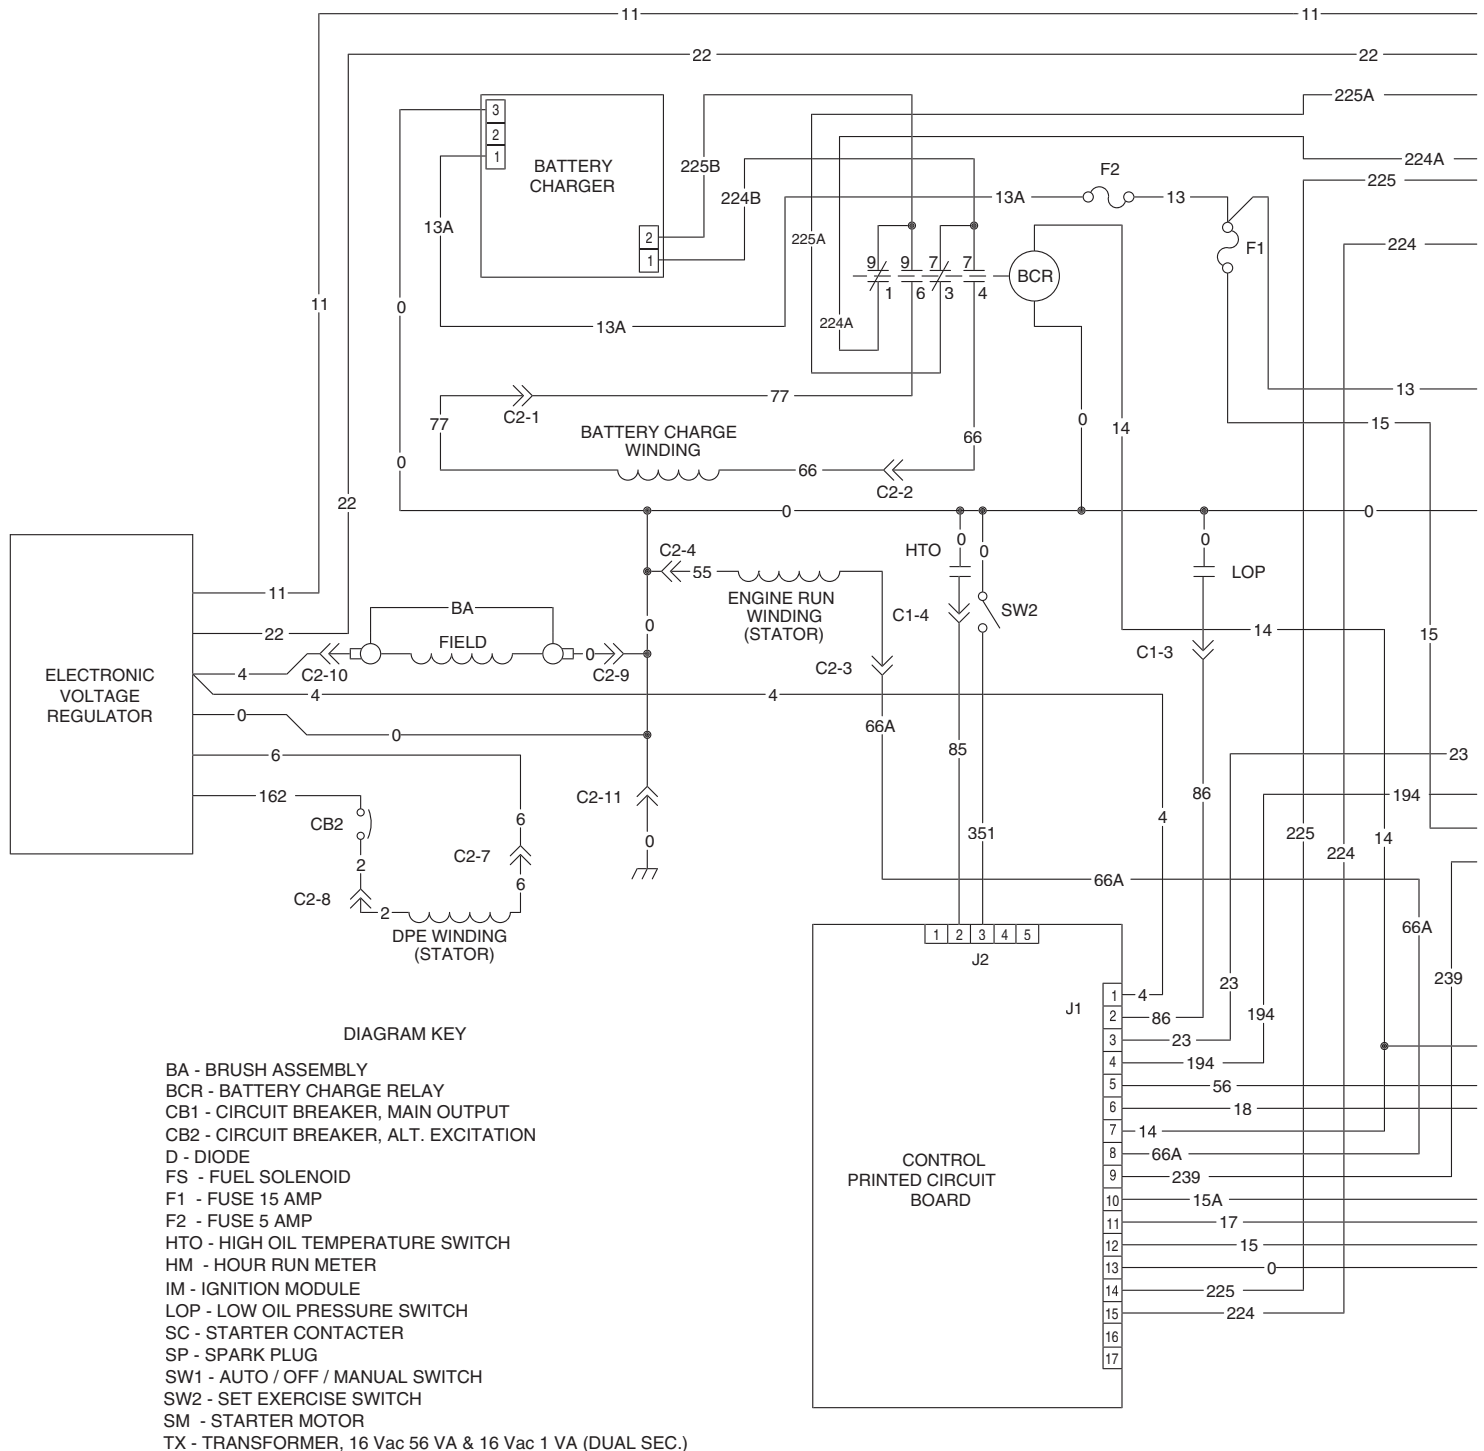 11
11
22
22
225A
3
2
1
BATTERY
CHARGER
225B
224B
224A
F2
225
13A
13
13A
2
1
225A
F1
224
9
9
7
7
BCR
1
6
3
4
11
0
13A
224A
77
C2-1
77
13
14
15
BATTERY CHARGE
WINDING
66
0
0
66
C2-2
22
0
0
C2-4
55
HTO
0
0
0
LOP
ENGINE RUN
WINDING
(STATOR)
C1-4
SW2
11
BA
22
FIELD
0
14
15
C1-3
ELECTRONIC
VOLTAGE
REGULATOR
4
C2-10
0
C2-9
C2-3
4
4
0
0
66A
85
6
23
162
C2-11
86
194
CB2
6
4
351
225
14
224
0
2
C2-7
C2-8
6
66A
2
DPE WINDING
(STATOR)
66A
1
2
3
4
5
J2
239
23
194
J1
1
4
2
86
3
23
4
194
5
56
6
18
7
14
8
66A
9
239
10
15A
11
17
12
15
13
0
14
225
15
224
16
17
CONTROL
PRINTED CIRCUIT
BOARD
DIAGRAM KEY
BA - BRUSH ASSEMBLY
BCR - BATTERY CHARGE RELAY
CB1 - CIRCUIT BREAKER, MAIN OUTPUT
CB2 - CIRCUIT BREAKER, ALT. EXCITATION
D - DIODE
FS - FUEL SOLENOID
F1 - FUSE 15 AMP
F2 - FUSE 5 AMP
HTO - HIGH OIL TEMPERATURE SWITCH
HM - HOUR RUN METER
IM - IGNITION MODULE
LOP - LOW OIL PRESSURE SWITCH
SC - STARTER CONTACTER
SP - SPARK PLUG
SW1 - AUTO / OFF / MANUAL SWITCH
SW2 - SET EXERCISE SWITCH
SM - STARTER MOTOR
TX - TRANSFORMER, 16 Vac 56 VA & 16 Vac 1 VA (DUAL SEC.)